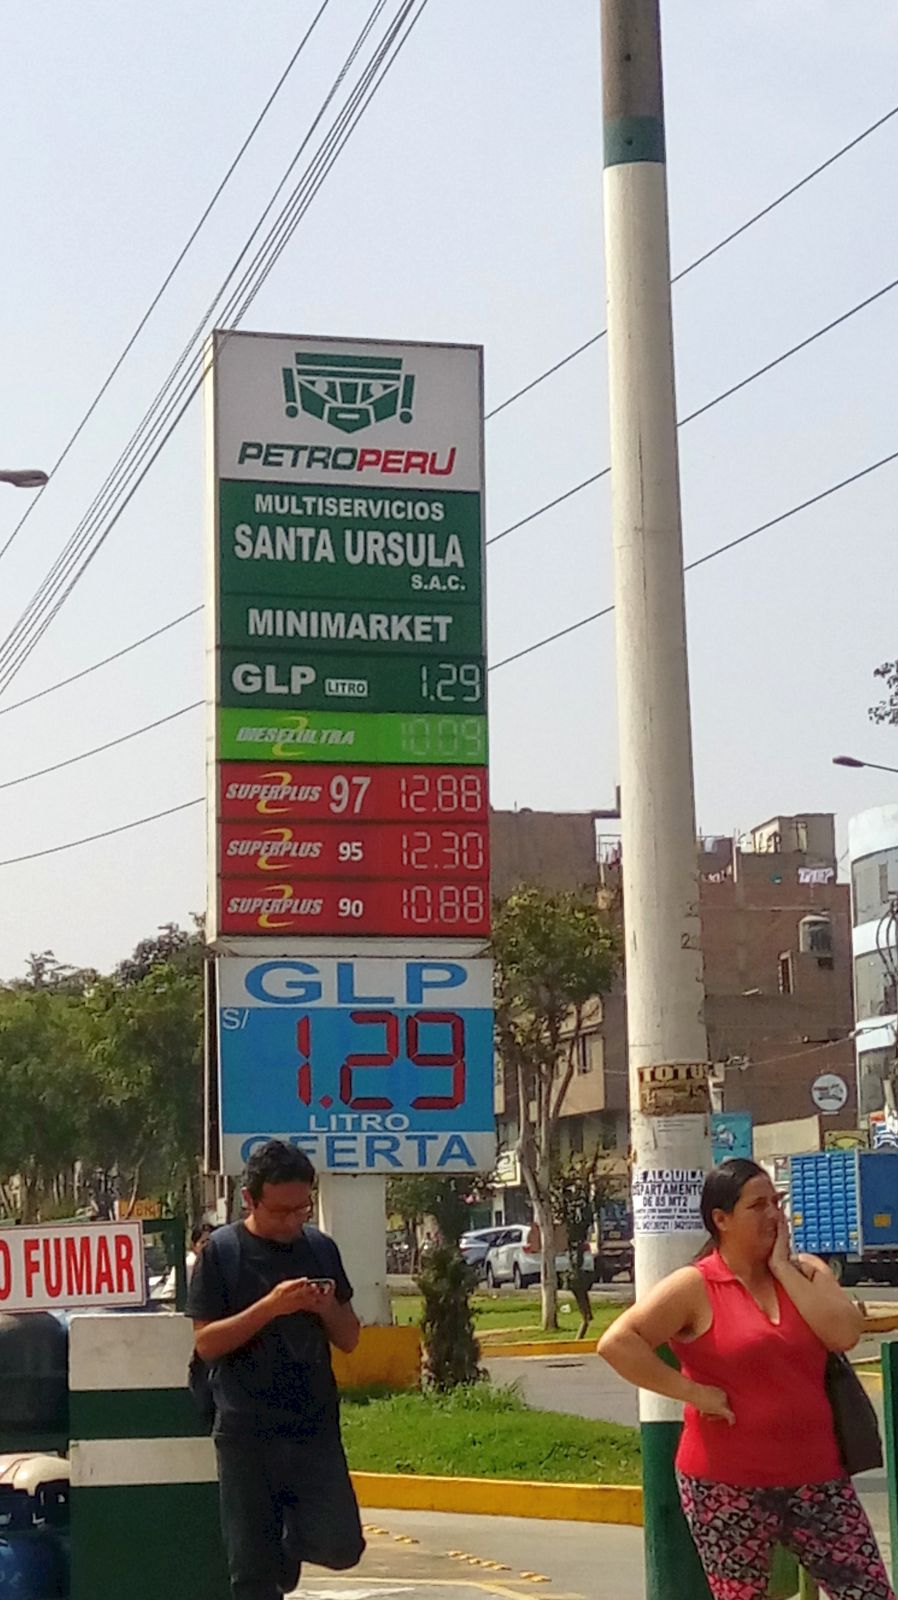 PETROPERU
MULTISERVICIOS
SANTA URSULA
S.A.C.
MINIMARKET
GLP LITRO 1.29
DIESEL ULTRA 10.09
SUPERPLUS 97 12.88
SUPERPLUS 95 12.30
SUPERPLUS 90 10.88
GLP
S/ 1.29
LITRO
OFERTA
O FUMAR
TOTUS
SE ALQUILA
DEPARTAMENTO
DE 85 MT2